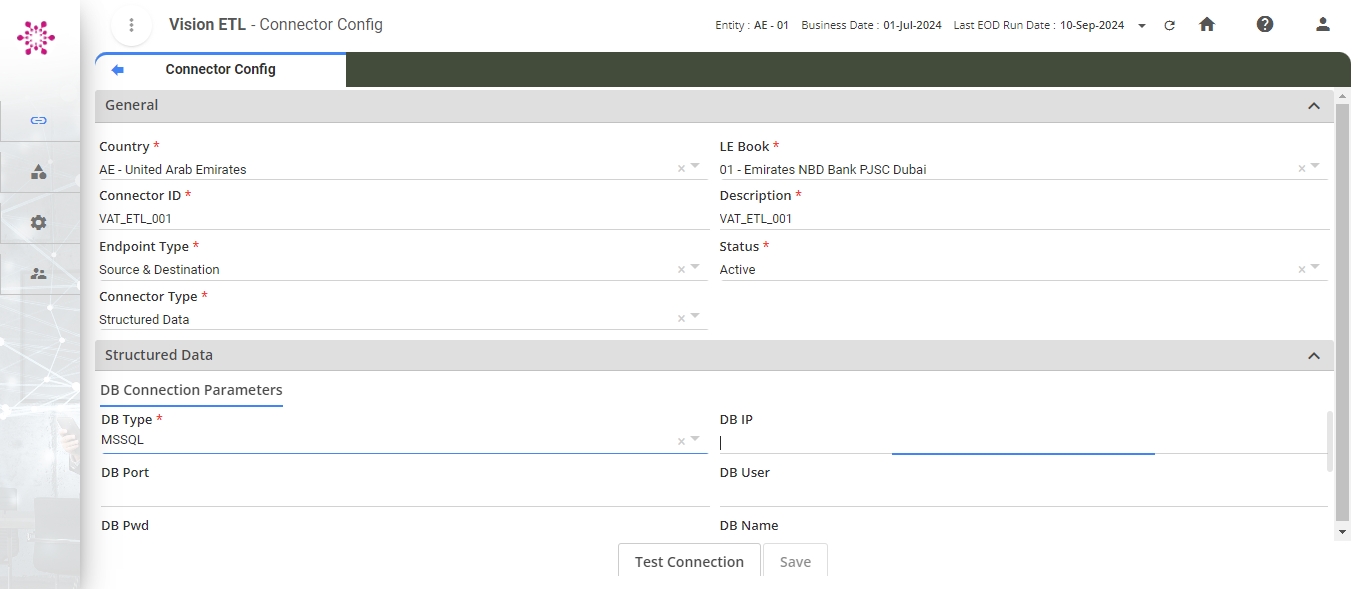 Vision ETL - Connector Config
Entity : AE - 01 Business Date : 01-Jul-2024 Last EOD Run Date : 10-Sep-2024
Connector Config
General
Country * LE Book *
AE - United Arab Emirates 01 - Emirates NBD Bank PJSC Dubai
Connector ID * Description *
VAT_ETL_001 VAT_ETL_001
Endpoint Type * Status *
Source & Destination Active
Connector Type *
Structured Data
Structured Data
DB Connection Parameters
DB Type * DB IP
MSSQL
DB Port DB User
DB Pwd DB Name
Test Connection Save